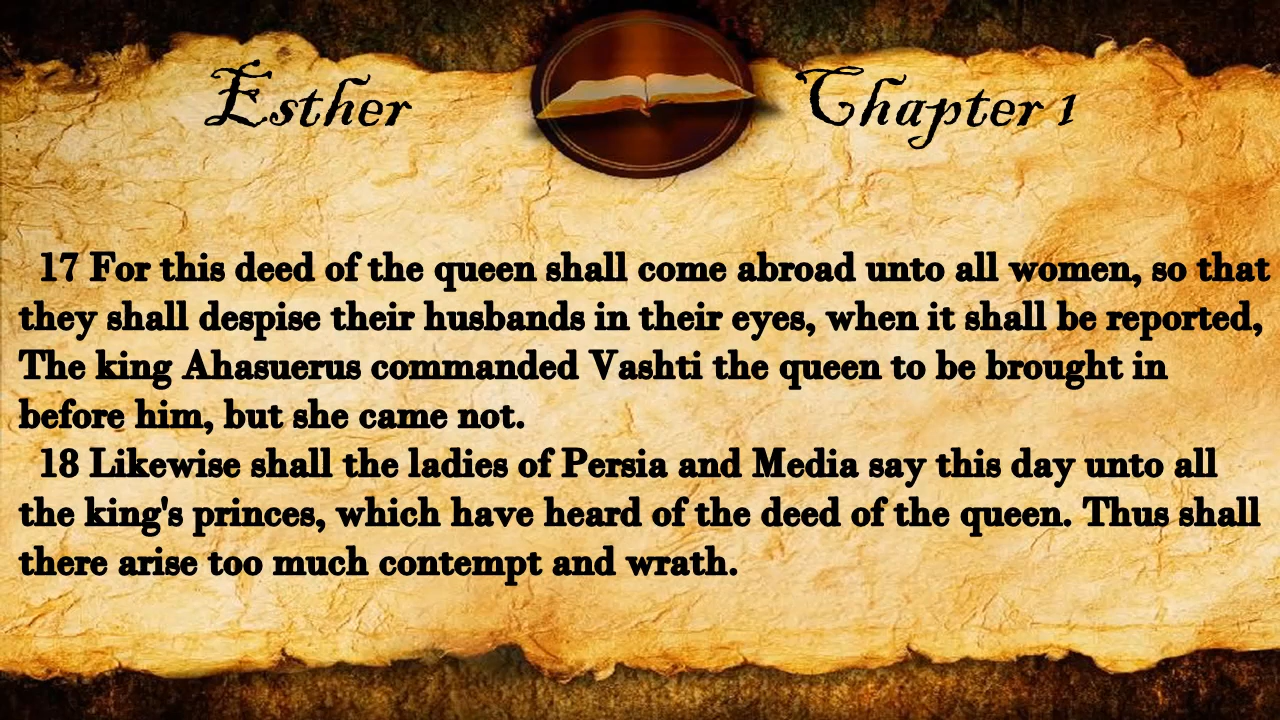 Esther Chapter 1
17 For this deed of the queen shall come abroad unto all women, so that
they shall despise their husbands in their eyes, when it shall be reported,
The king Ahasuerus commanded Vashti the queen to be brought in
before him, but she came not.
18 Likewise shall the ladies of Persia and Media say this day unto all
the king's princes, which have heard of the deed of the queen. Thus shall
there arise too much contempt and wrath.